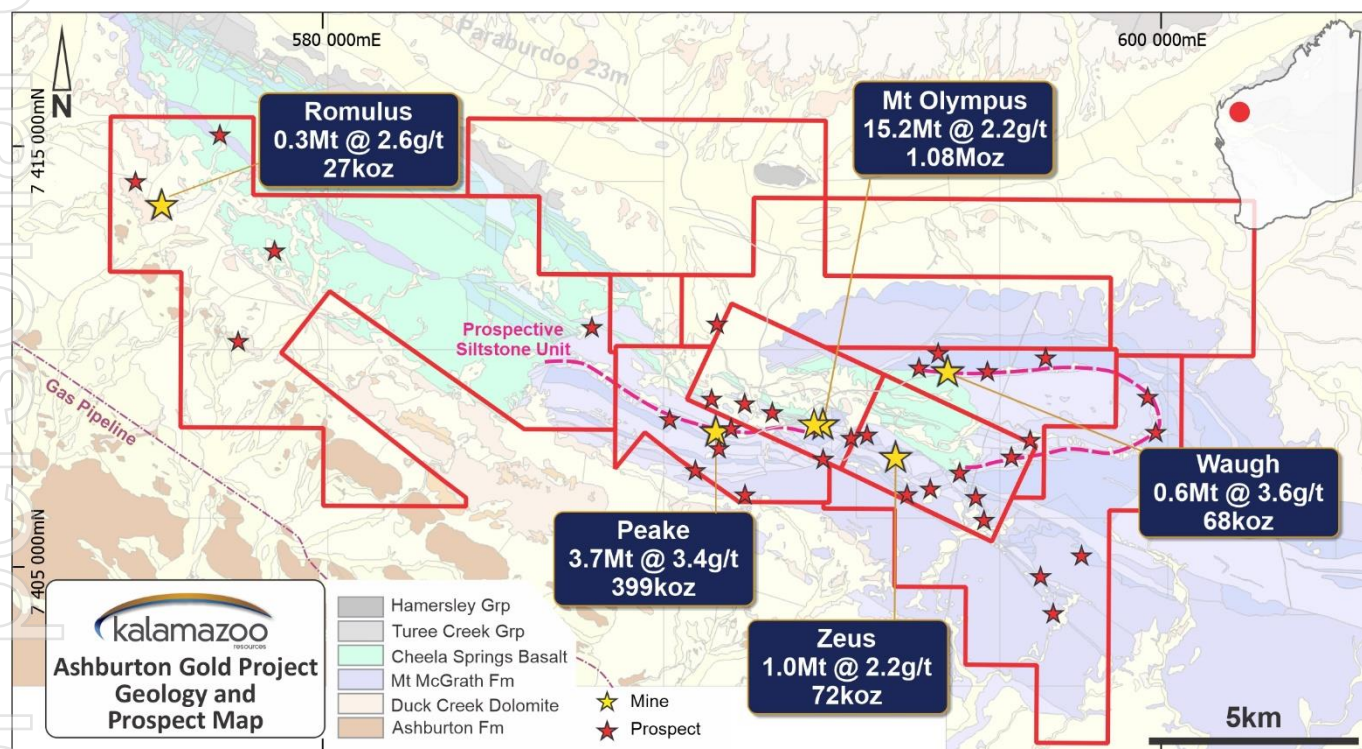 580 000mE
600 000mE
Paraburdoo 23m
N
7 415 000mN
Romulus
0.3Mt @ 2.6g/t
27koz
Mt Olympus
15.2Mt @ 2.2g/t
1.08Moz
Prospective
Siltstone Unit
Gas Pipeline
Waugh
0.6Mt @ 3.6g/t
68koz
Peake
3.7Mt @ 3.4g/t
399koz
7 405 000mN
Zeus
1.0Mt @ 2.2g/t
72koz
kalamazoo
resources
Ashburton Gold Project
Geology and
Prospect Map
Hamersley Grp
Turee Creek Grp
Cheela Springs Basalt
Mt McGrath Fm
Duck Creek Dolomite
Ashburton Fm
Mine
Prospect
5km